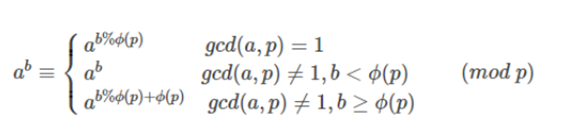 a^{b%ϕ(p)} gcd(a, p) = 1
a^b ≡ { a^b gcd(a, p) ≠ 1, b < ϕ(p) (mod p)
a^{b%ϕ(p)+ϕ(p)} gcd(a, p) ≠ 1, b ≥ ϕ(p)